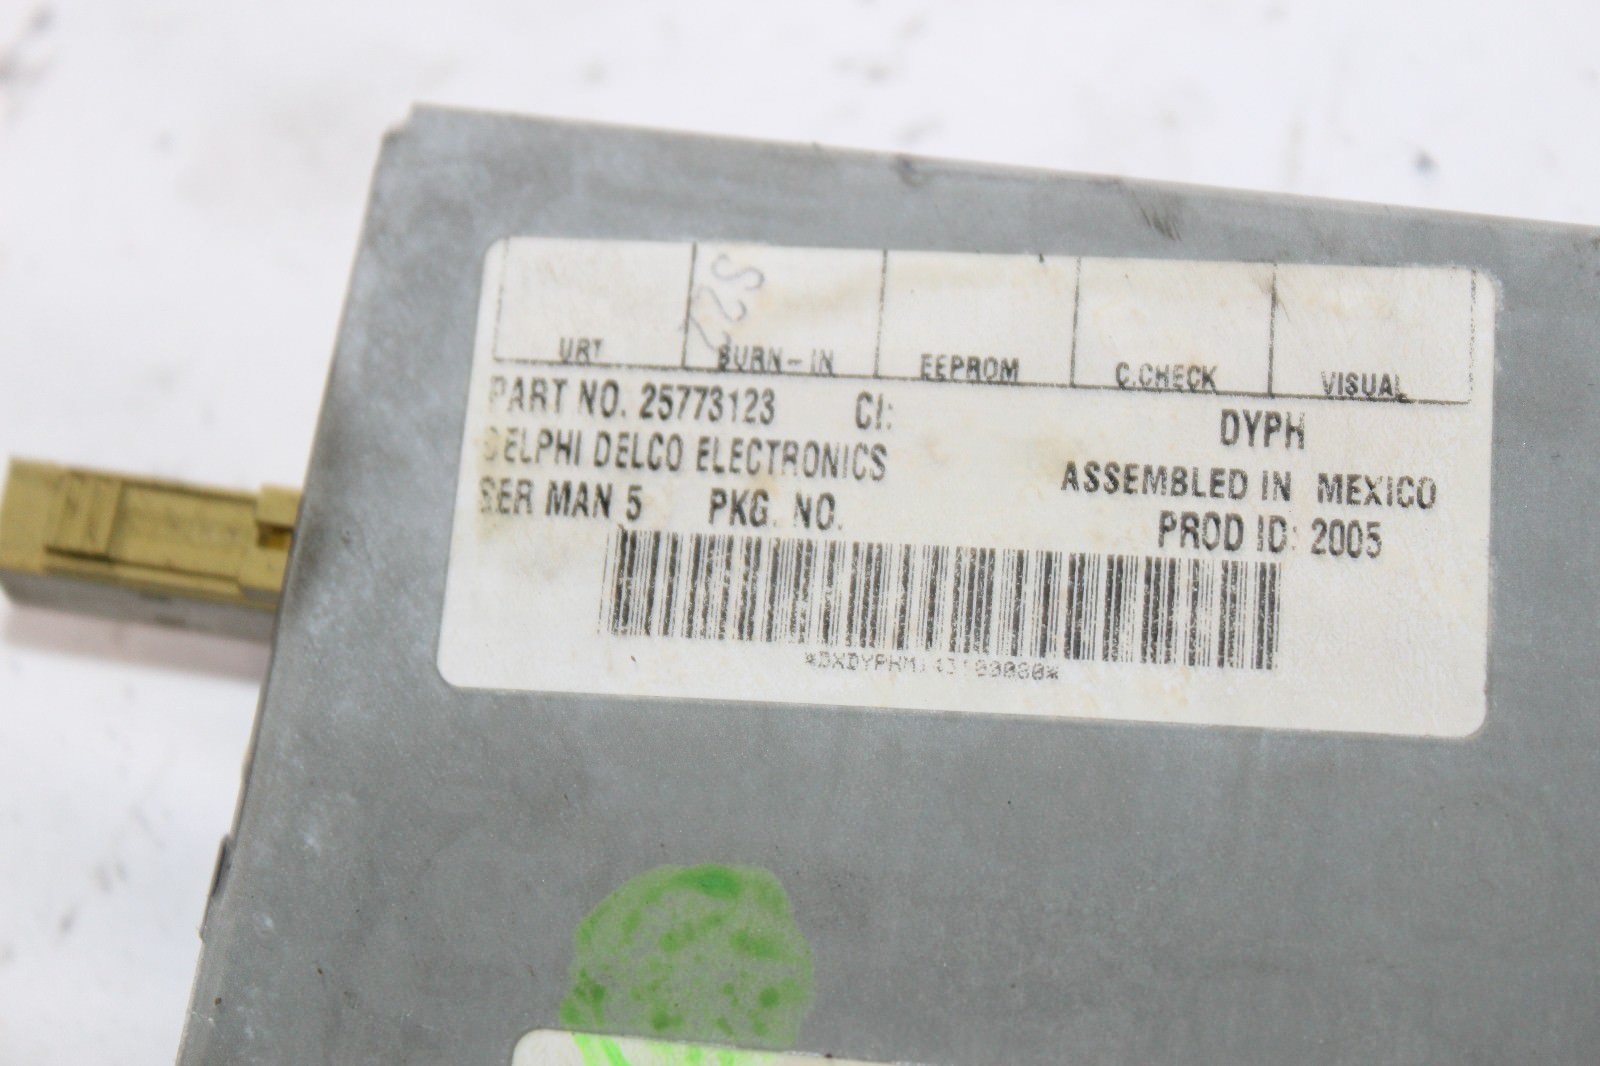 S22
URT BURN-IN EEPROM C.CHECK VISUAL
PART NO. 25773123 CI: DYPH
DELPHI DELCO ELECTRONICS ASSEMBLED IN MEXICO
SER MAN 5 PKG. NO. PROD ID: 2005